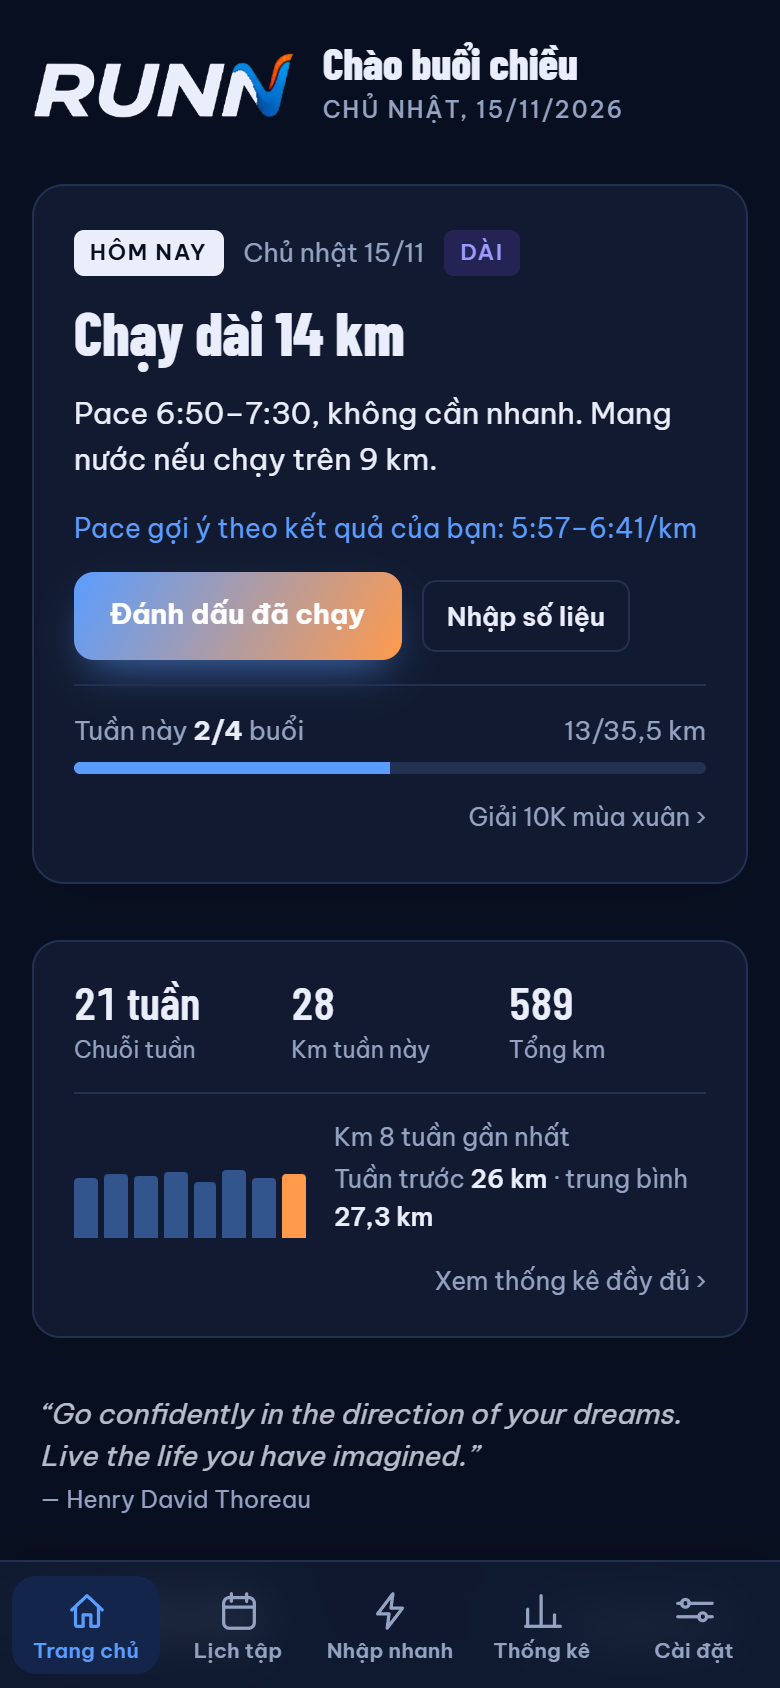 RUNN
Chào buổi chiều
CHỦ NHẬT, 15/11/2026
HÔM NAY Chủ nhật 15/11 DÀI
Chạy dài 14 km
Pace 6:50–7:30, không cần nhanh. Mang
nước nếu chạy trên 9 km.
Pace gợi ý theo kết quả của bạn: 5:57–6:41/km
Đánh dấu đã chạy Nhập số liệu
Tuần này 2/4 buổi 13/35,5 km
Giải 10K mùa xuân ›
21 tuần 28 589
Chuỗi tuần Km tuần này Tổng km
Km 8 tuần gần nhất
Tuần trước 26 km · trung bình
27,3 km
Xem thống kê đầy đủ ›
“Go confidently in the direction of your dreams.
Live the life you have imagined.”
— Henry David Thoreau
Trang chủ Lịch tập Nhập nhanh Thống kê Cài đặt